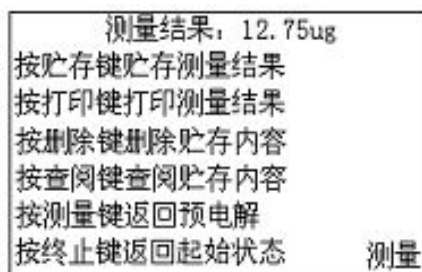 测量结果：12.75ug
按贮存键贮存测量结果
按打印键打印测量结果
按删除键删除贮存内容
按查阅键查阅贮存内容
按测量键返回预电解
按终止键返回起始状态 测量